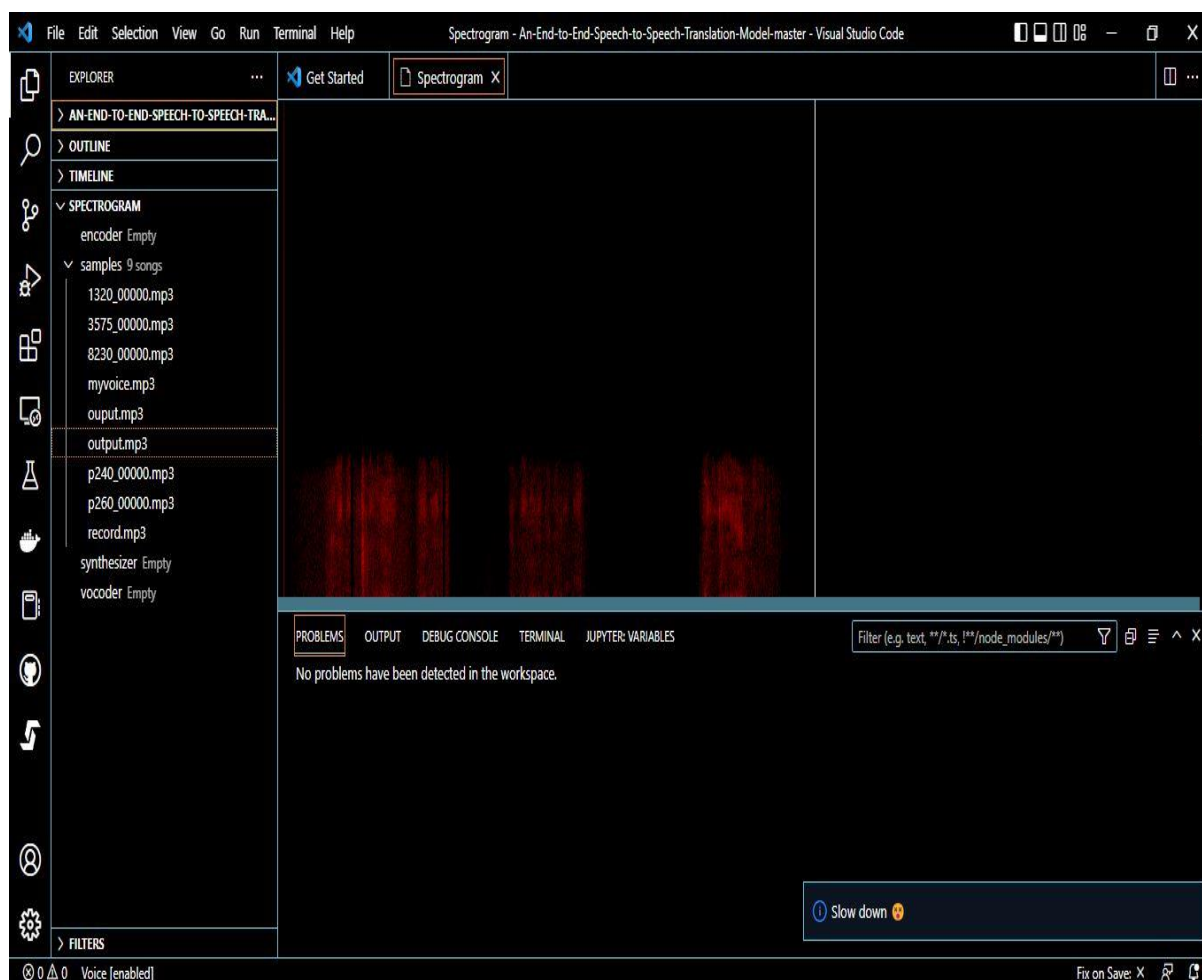 File Edit Selection View Go Run Terminal Help Spectrogram - An-End-to-End-Speech-to-Speech-Translation-Model-master - Visual Studio Code
EXPLORER
Get Started Spectrogram
AN-END-TO-END-SPEECH-TO-SPEECH-TRA...
OUTLINE
TIMELINE
SPECTROGRAM
encoder Empty
samples 9 songs
1320_00000.mp3
3575_00000.mp3
8230_00000.mp3
myvoice.mp3
ouput.mp3
output.mp3
p240_00000.mp3
p260_00000.mp3
record.mp3
synthesizer Empty
vocoder Empty
PROBLEMS OUTPUT DEBUG CONSOLE TERMINAL JUPYTER: VARIABLES Filter (e.g. text, **/*.ts, !**/node_modules/**)
No problems have been detected in the workspace.
Slow down 😲
FILTERS
0 0 Voice [enabled] Fix on Save: ✕